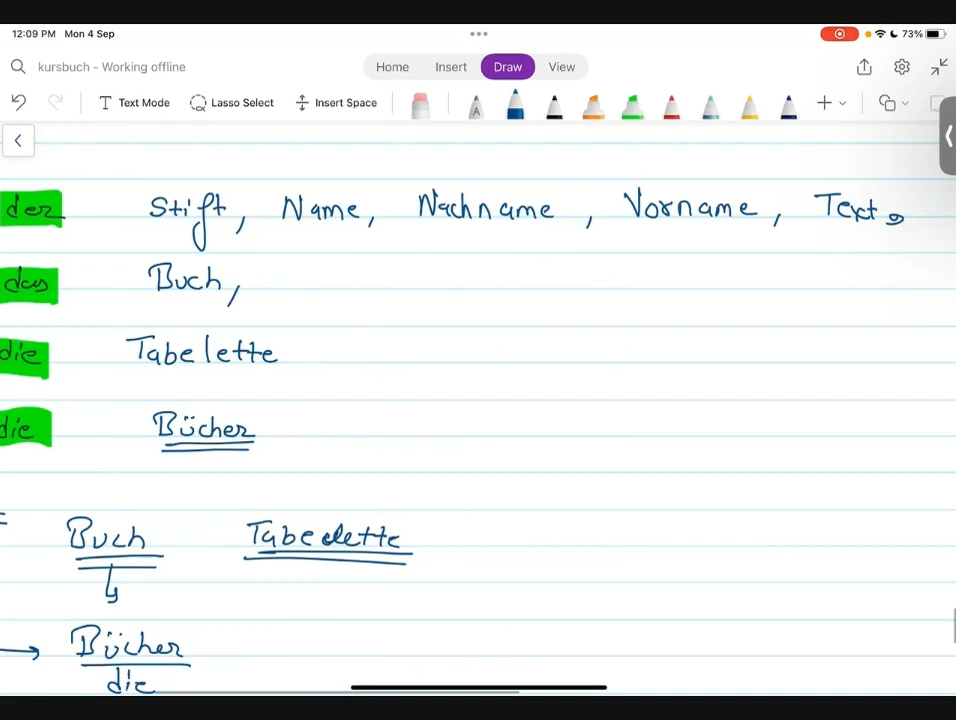 12:09 PM Mon 4 Sep
73%
kursbuch - Working offline
Home Insert Draw View
Text Mode Lasso Select Insert Space
der Stift, Name, Nachname, Vorname, Text,
das Buch,
die Tabelette
die Bücher
Buch Tabedette
Bücher
die